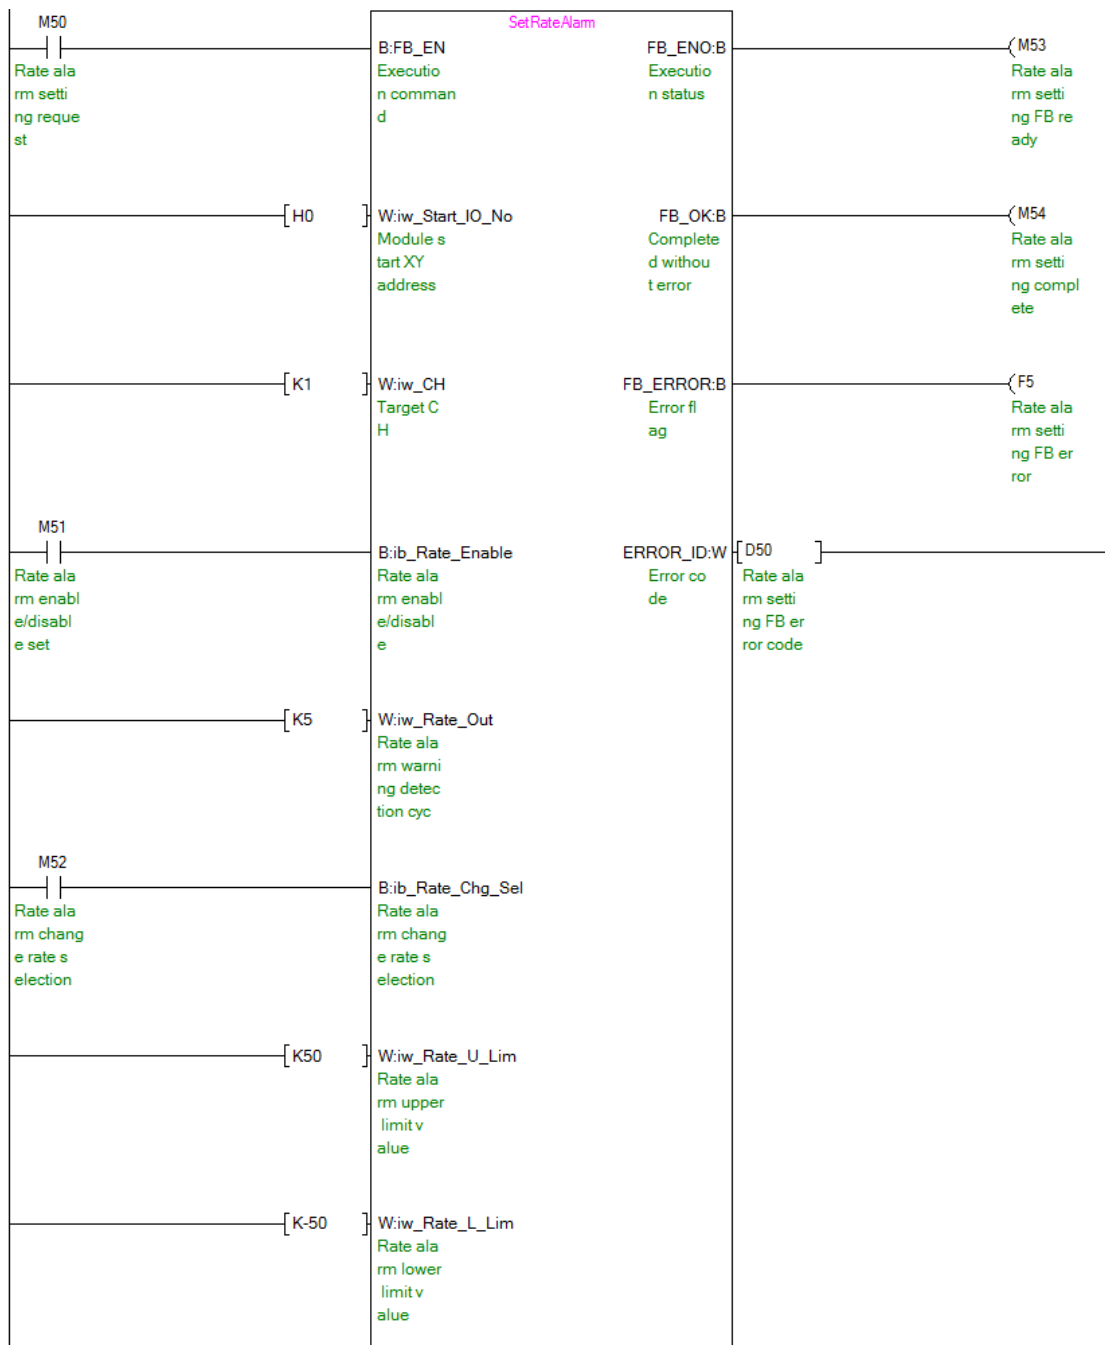 SetRateAlarm
M50
B:FB_EN
FB_ENO:B
M53
Rate ala
rm setti
ng reque
st
Executio
n comman
d
Executio
n status
Rate ala
rm setti
ng FB re
ady
H0
W:iw_Start_IO_No
FB_OK:B
M54
Module s
tart XY
address
Complete
d withou
t error
Rate ala
rm setti
ng compl
ete
K1
W:iw_CH
FB_ERROR:B
F5
Target C
H
Error fl
ag
Rate ala
rm setti
ng FB er
ror
M51
B:ib_Rate_Enable
ERROR_ID:W
D50
Rate ala
rm enabl
e/disabl
e set
Rate ala
rm enabl
e/disabl
e
Error co
de
Rate ala
rm setti
ng FB er
ror code
K5
W:iw_Rate_Out
Rate ala
rm warni
ng detec
tion cyc
M52
B:ib_Rate_Chg_Sel
Rate ala
rm chang
e rate s
election
Rate ala
rm chang
e rate s
election
K50
W:iw_Rate_U_Lim
Rate ala
rm upper
limit v
alue
K-50
W:iw_Rate_L_Lim
Rate ala
rm lower
limit v
alue